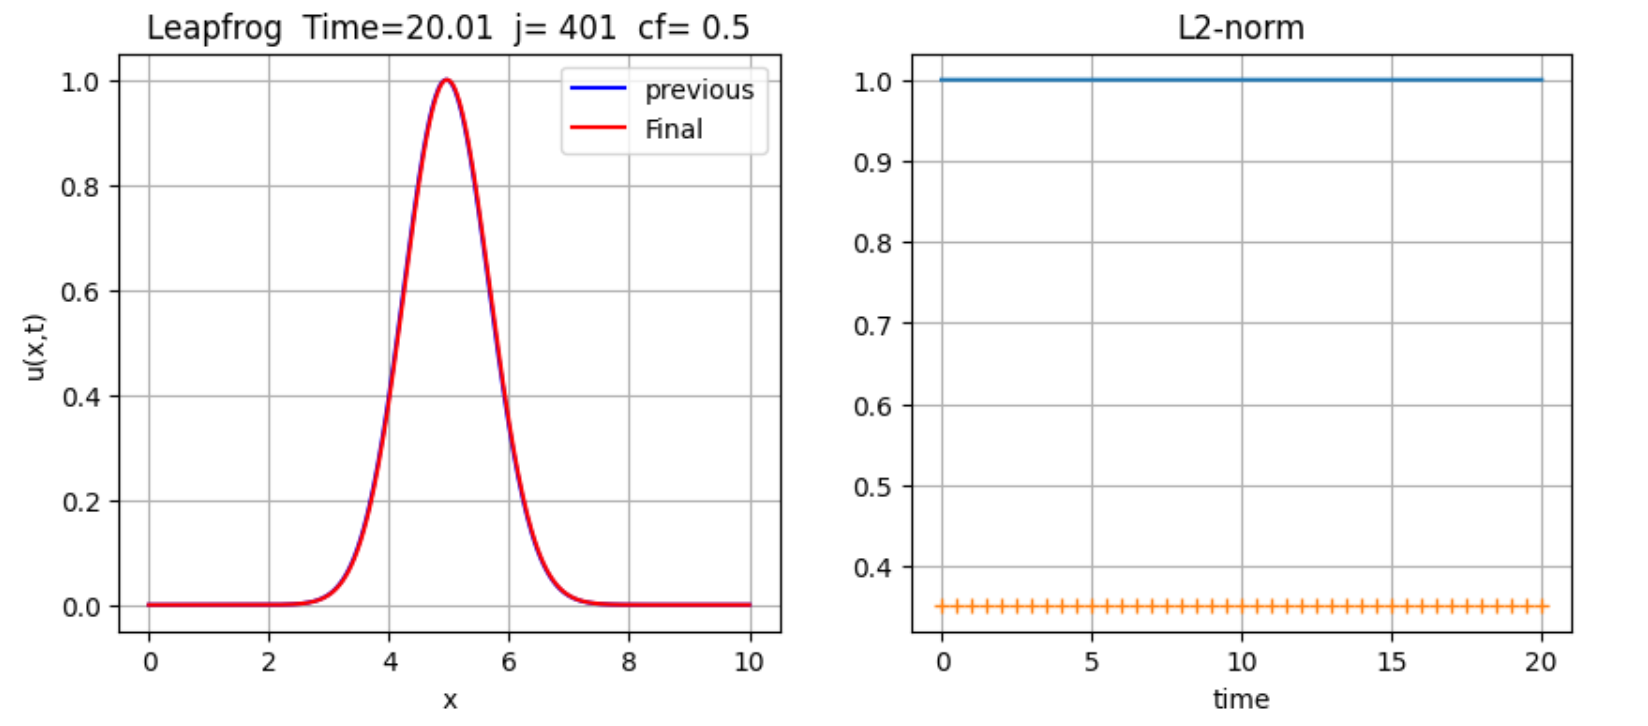 Leapfrog  Time=20.01  j= 401  cf= 0.5
u(x,t)
1.0
0.8
0.6
0.4
0.2
0.0
previous
Final
0 2 4 6 8 10
x
L2-norm
1.0
0.9
0.8
0.7
0.6
0.5
0.4
0 5 10 15 20
time